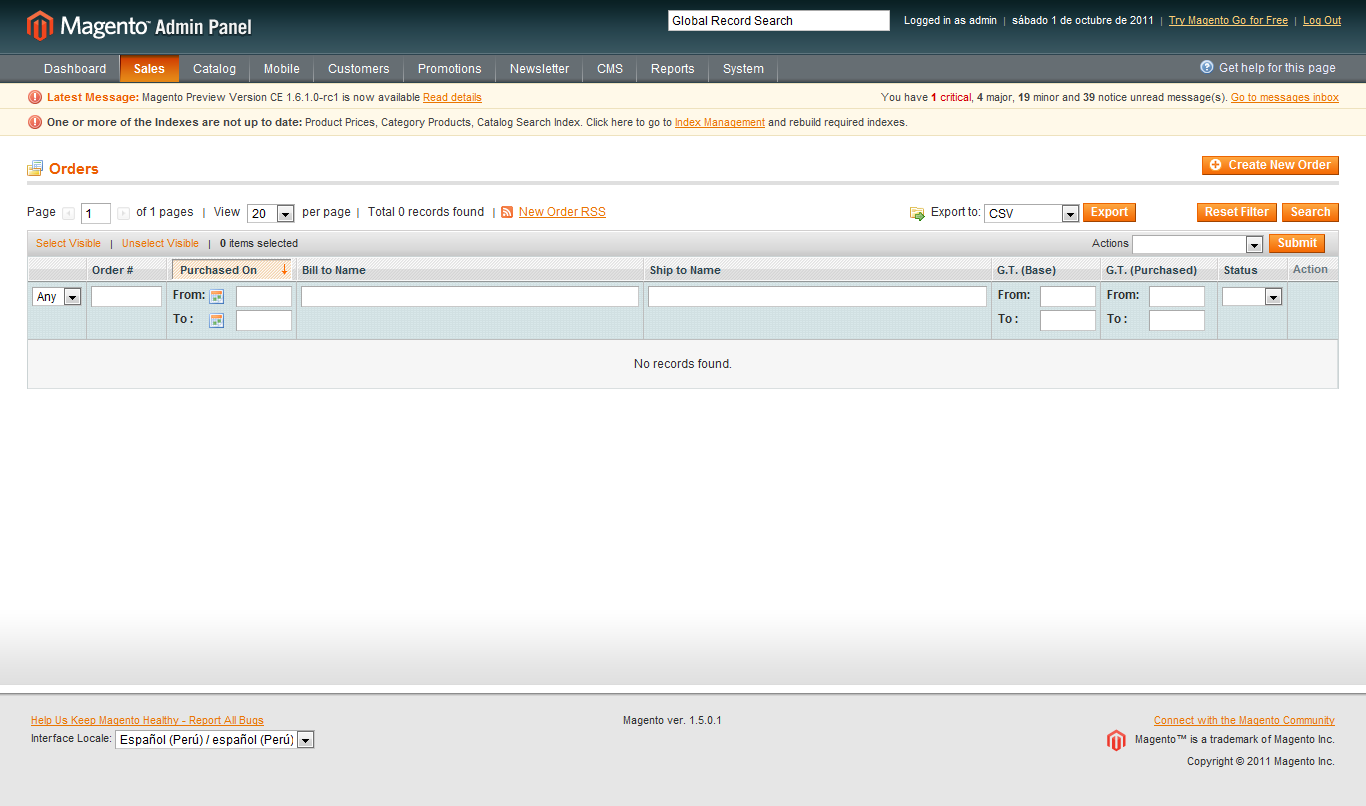 Magento™ Admin Panel
Global Record Search
Logged in as admin | sábado 1 de octubre de 2011 | Try Magento Go for Free | Log Out
Dashboard Sales Catalog Mobile Customers Promotions Newsletter CMS Reports System
Get help for this page
Latest Message: Magento Preview Version CE 1.6.1.0-rc1 is now available Read details
You have 1 critical, 4 major, 19 minor and 39 notice unread message(s). Go to messages inbox
One or more of the Indexes are not up to date: Product Prices, Category Products, Catalog Search Index. Click here to go to Index Management and rebuild required indexes.
Orders
Create New Order
Page 1 of 1 pages | View 20 per page | Total 0 records found | New Order RSS
Export to: CSV Export
Reset Filter Search
Select Visible | Unselect Visible | 0 items selected
Actions Submit
Order # Purchased On Bill to Name Ship to Name G.T. (Base) G.T. (Purchased) Status Action
Any From: From: From:
To : To : To :
No records found.
Help Us Keep Magento Healthy - Report All Bugs
Interface Locale: Español (Perú) / español (Perú)
Magento ver. 1.5.0.1
Connect with the Magento Community
Magento™ is a trademark of Magento Inc.
Copyright © 2011 Magento Inc.